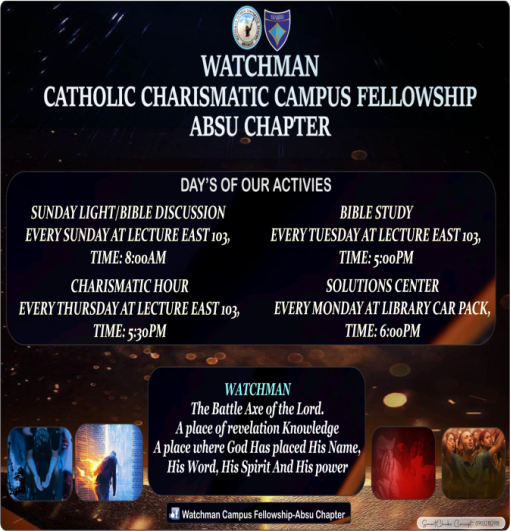 WATCHMAN
CATHOLIC CHARISMATIC CAMPUS FELLOWSHIP
ABSU CHAPTER
DAY'S OF OUR ACTIVIES
SUNDAY LIGHT/BIBLE DISCUSSION
EVERY SUNDAY AT LECTURE EAST 103,
TIME: 8:00AM
BIBLE STUDY
EVERY TUESDAY AT LECTURE EAST 103,
TIME: 5:00PM
CHARISMATIC HOUR
EVERY THURSDAY AT LECTURE EAST 103,
TIME: 5:30PM
SOLUTIONS CENTER
EVERY MONDAY AT LIBRARY CAR PACK,
TIME: 6:00PM
WATCHMAN
The Battle Axe of the Lord.
A place of revelation Knowledge
A place where God Has placed His Name,
His Word, His Spirit And His power
Watchman Campus Fellowship-Absu Chapter